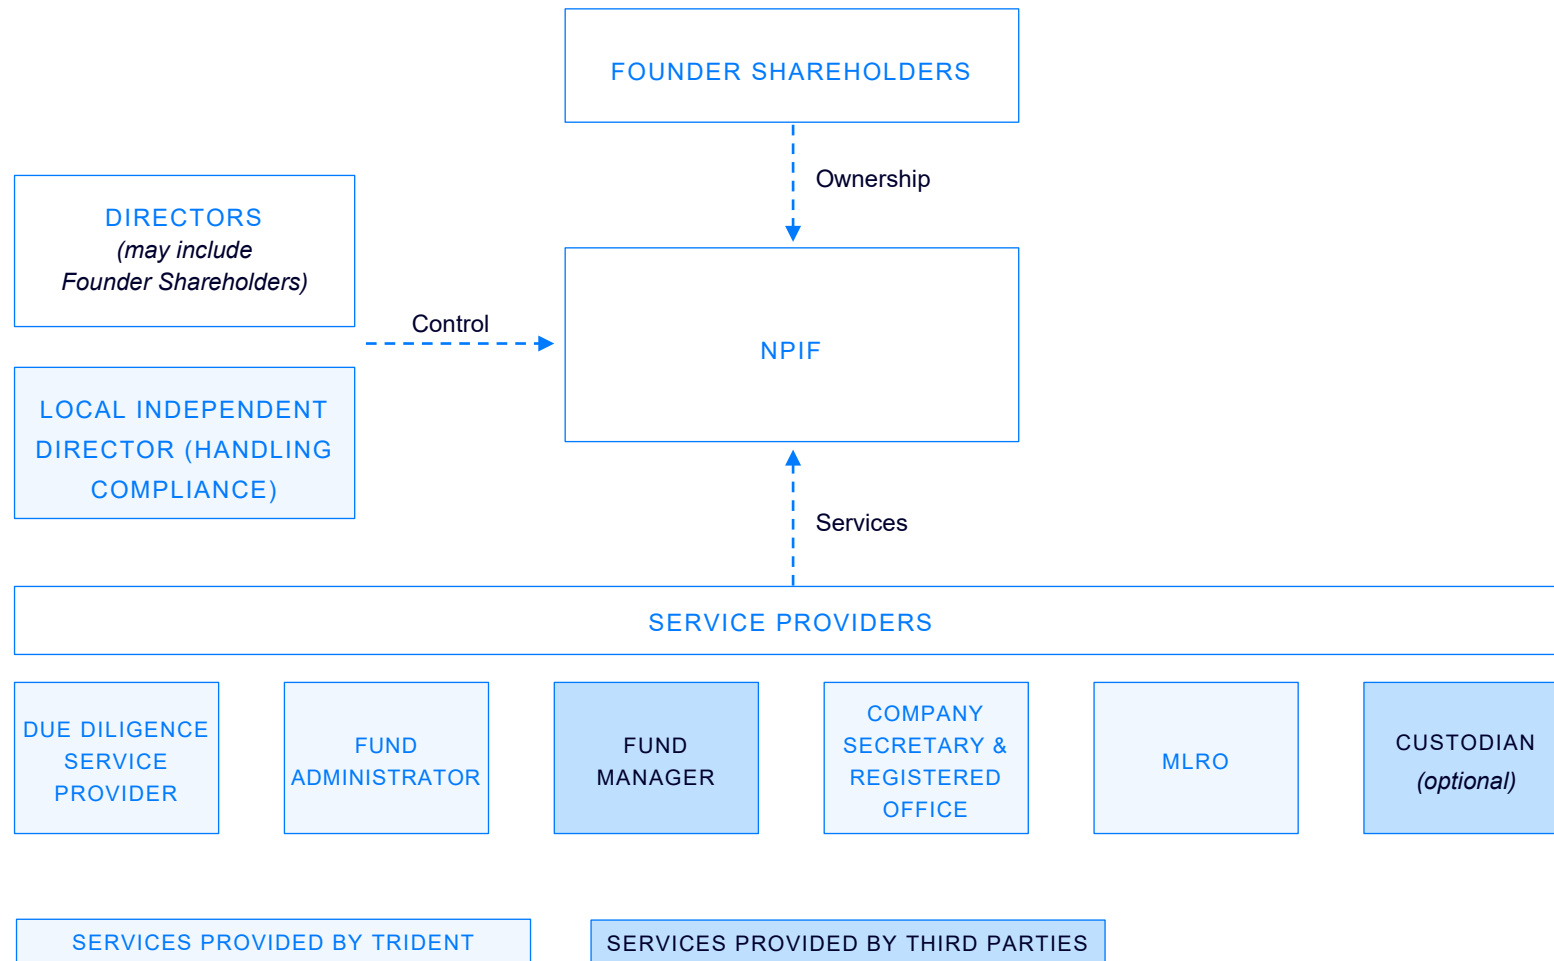 FOUNDER SHAREHOLDERS
Ownership
DIRECTORS
(may include
Founder Shareholders)
Control
NPIF
LOCAL INDEPENDENT
DIRECTOR (HANDLING
COMPLIANCE)
Services
SERVICE PROVIDERS
DUE DILIGENCE
SERVICE
PROVIDER
FUND
ADMINISTRATOR
FUND
MANAGER
COMPANY
SECRETARY &
REGISTERED
OFFICE
MLRO
CUSTODIAN
(optional)
SERVICES PROVIDED BY TRIDENT
SERVICES PROVIDED BY THIRD PARTIES